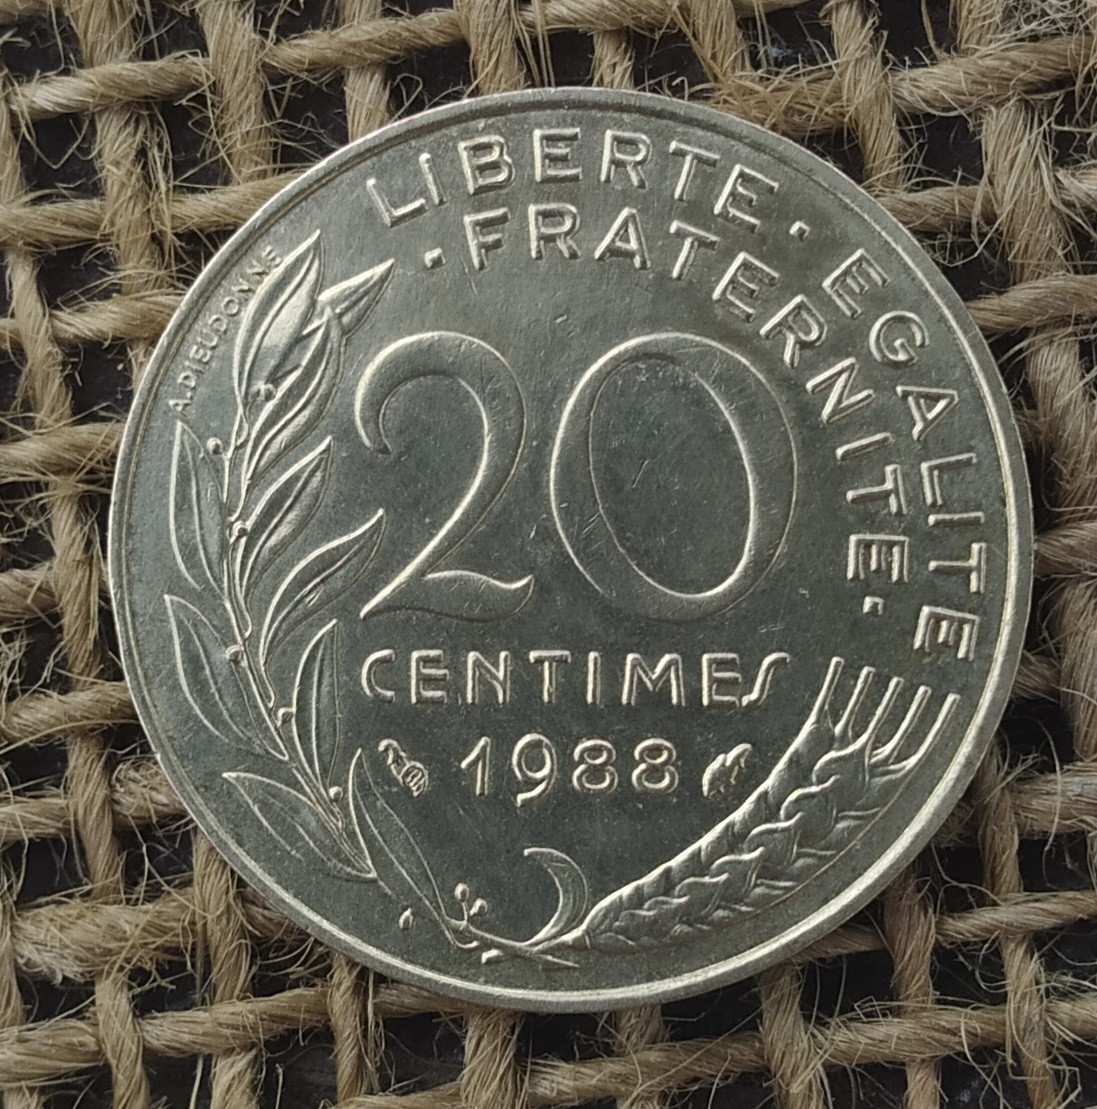 LIBERTE · EGALITE
· FRATERNITE ·
A.DIEUDONNE
20
CENTIMES
1988